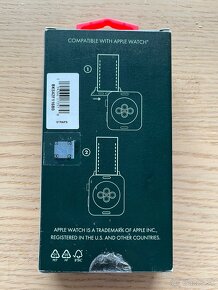 COMPATIBLE WITH APPLE WATCH®
1
STRAPS
2
APPLE WATCH IS A TRADEMARK OF APPLE INC.,
REGISTERED IN THE U.S. AND OTHER COUNTRIES.